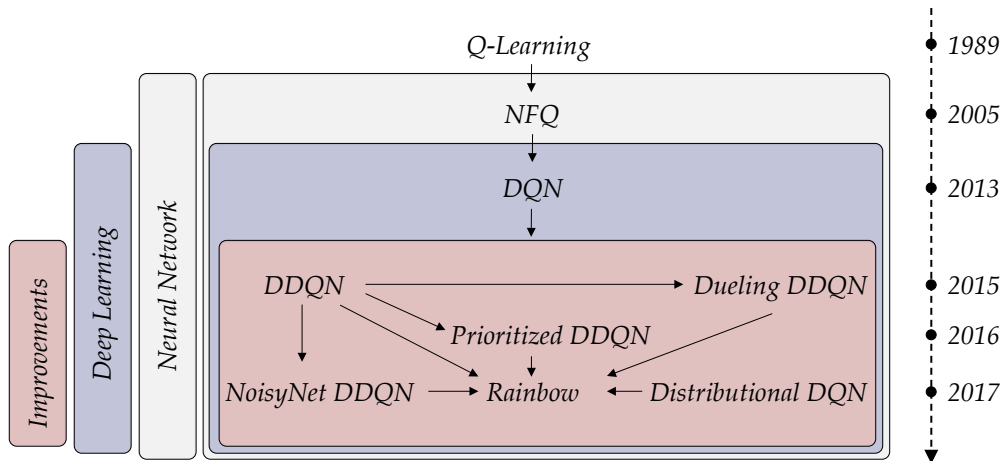 Q-Learning
1989
NFQ
2005
DQN
2013
DDQN
Dueling DDQN
2015
Prioritized DDQN
2016
NoisyNet DDQN
Rainbow
Distributional DQN
2017
Improvements
Deep Learning
Neural Network